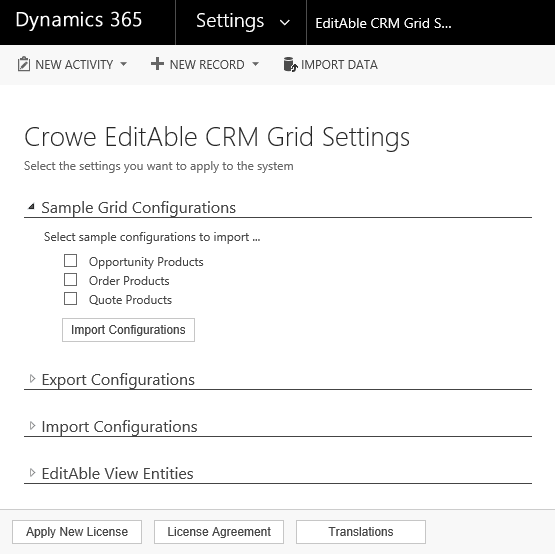 Dynamics 365 Settings EditAble CRM Grid S...
NEW ACTIVITY NEW RECORD IMPORT DATA
Crowe EditAble CRM Grid Settings
Select the settings you want to apply to the system
Sample Grid Configurations
Select sample configurations to import ...
Opportunity Products
Order Products
Quote Products
Import Configurations
Export Configurations
Import Configurations
EditAble View Entities
Apply New License License Agreement Translations